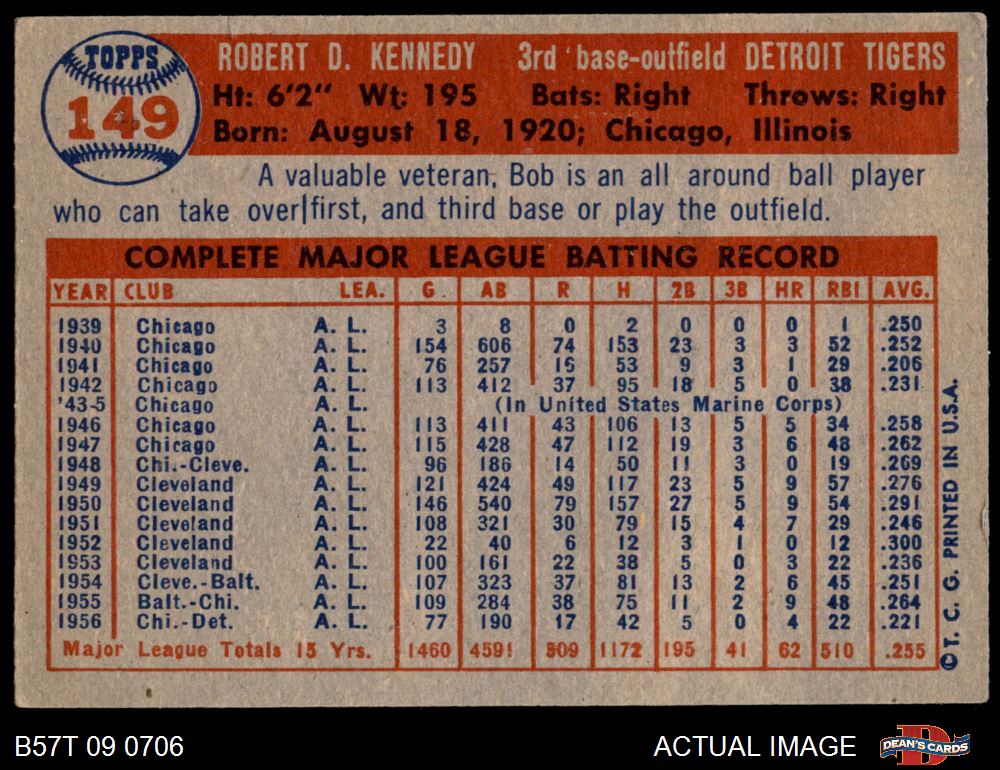 TOPPS
149
ROBERT D. KENNEDY 3rd base-outfield DETROIT TIGERS
Ht: 6'2" Wt: 195 Bats: Right Throws: Right
Born: August 18, 1920; Chicago, Illinois
A valuable veteran, Bob is an all around ball player
who can take over first, and third base or play the outfield.
COMPLETE MAJOR LEAGUE BATTING RECORD
YEAR CLUB LEA. G AB R H 2B 3B HR RBI AVG.
1939 Chicago A. L. 3 8 0 2 0 0 0 1 .250
1940 Chicago A. L. 154 606 74 153 23 3 3 52 .252
1941 Chicago A. L. 76 257 16 53 9 3 1 29 .206
1942 Chicago A. L. 113 412 37 95 18 5 0 38 .231
'43-5 Chicago (In United States Marine Corps)
1946 Chicago A. L. 113 411 43 106 13 5 5 34 .258
1947 Chicago A. L. 115 428 47 112 19 3 6 48 .262
1948 Chi.-Cleve. A. L. 96 186 14 50 11 3 0 19 .269
1949 Cleveland A. L. 121 424 49 117 23 5 9 57 .276
1950 Cleveland A. L. 146 540 79 157 27 5 9 54 .291
1951 Cleveland A. L. 108 321 30 79 15 4 7 29 .246
1952 Cleveland A. L. 22 40 6 12 3 1 0 12 .300
1953 Cleveland A. L. 100 161 22 38 5 0 3 22 .236
1954 Cleve.-Balt. A. L. 107 323 37 81 13 2 6 45 .251
1955 Balt.-Chi. A. L. 109 284 38 75 11 2 9 48 .264
1956 Chi.-Det. A. L. 77 190 17 42 5 0 4 22 .221
Major League Totals 15 Yrs. 1460 4591 509 1172 195 41 62 510 .255
© T. C. G. PRINTED IN U.S.A.
B57T 09 0706 ACTUAL IMAGE
D
DEAN'S CARDS